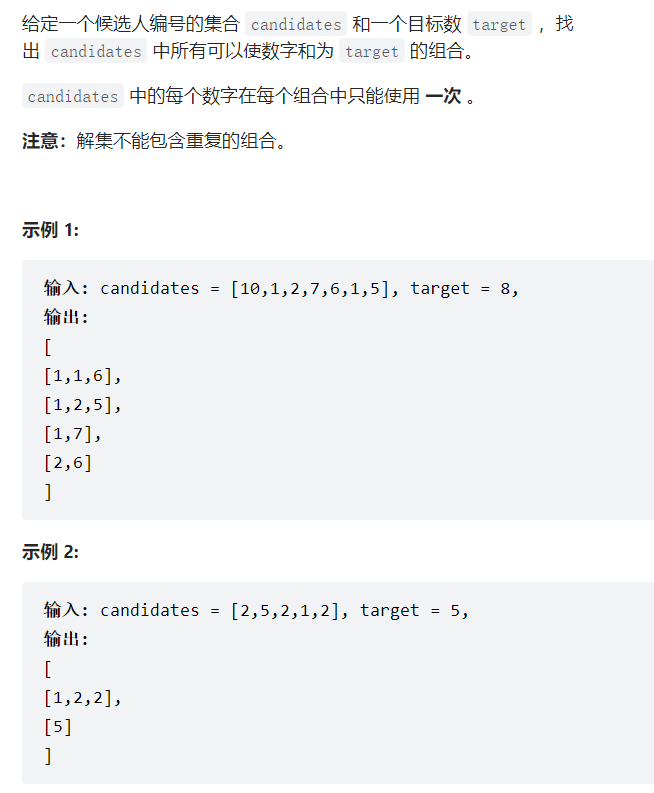 给定一个候选人编号的集合 candidates 和一个目标数 target ，找
出 candidates 中所有可以使数字和为 target 的组合。
candidates 中的每个数字在每个组合中只能使用 一次 。
注意：解集不能包含重复的组合。
示例 1:
输入: candidates = [10,1,2,7,6,1,5], target = 8,
输出:
[
[1,1,6],
[1,2,5],
[1,7],
[2,6]
]
示例 2:
输入: candidates = [2,5,2,1,2], target = 5,
输出:
[
[1,2,2],
[5]
]